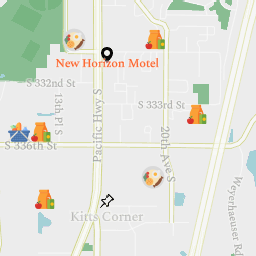 New Horizon Motel
S 332nd St
S 333rd St
13th Pl S
Pacific Hwy S
20th Ave S
S 336th St
Weyerhaeuser Rd
Kitts Corner